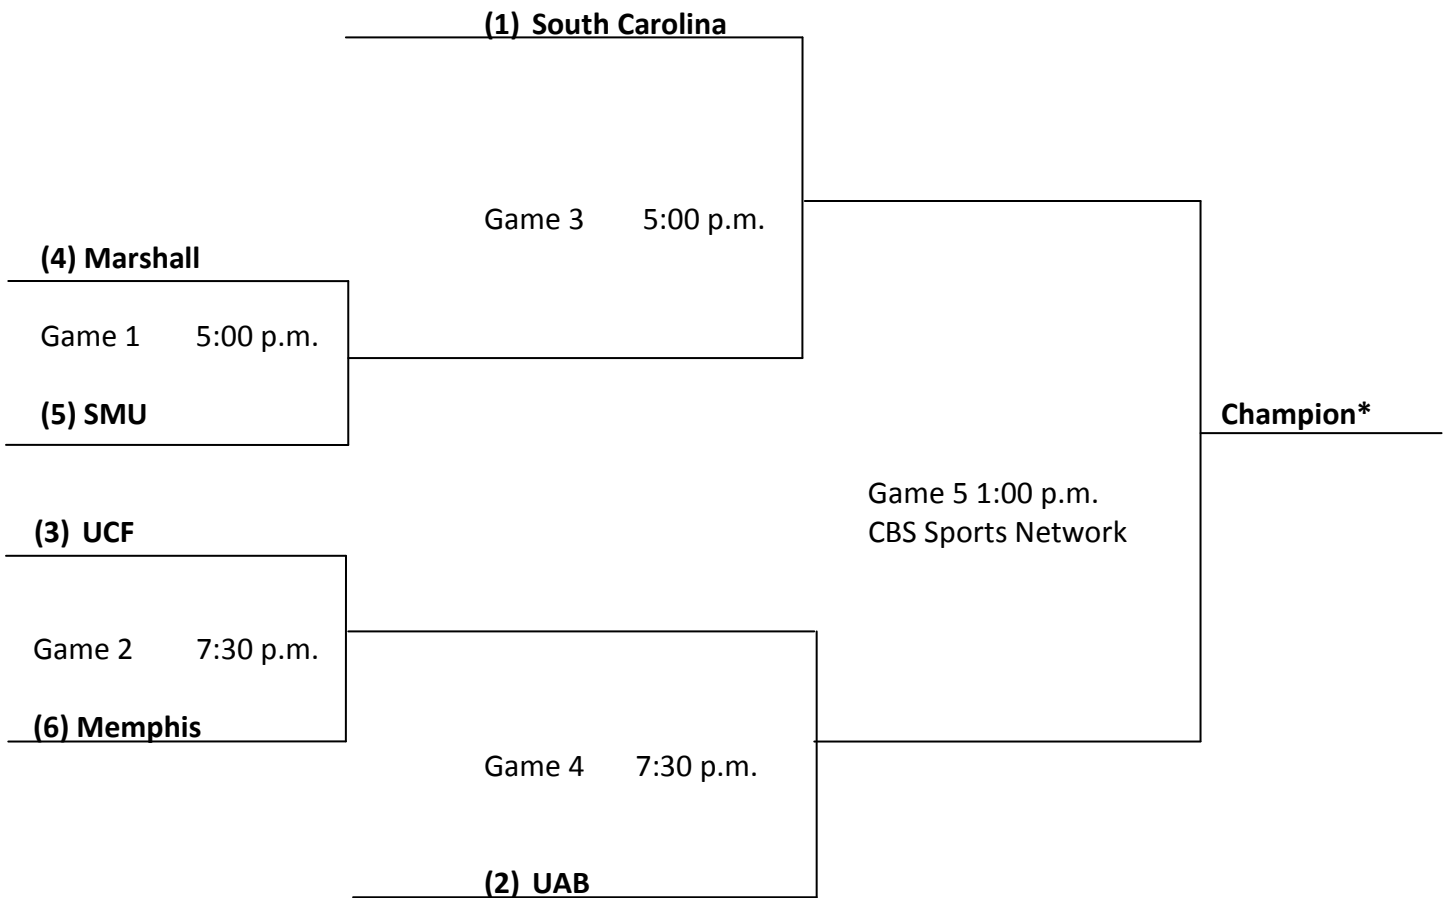 (1) South Carolina
Game 3 5:00 p.m.
(4) Marshall
Game 1 5:00 p.m.
(5) SMU
Champion*
Game 5 1:00 p.m.
CBS Sports Network
(3) UCF
Game 2 7:30 p.m.
(6) Memphis
Game 4 7:30 p.m.
(2) UAB